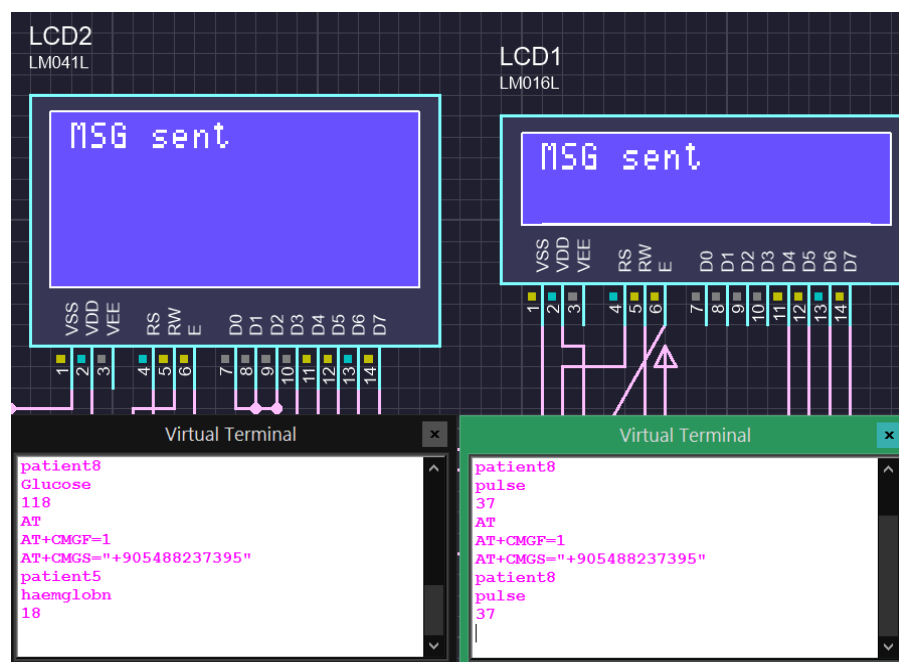 LCD2
LM041L
MSG sent
VSS VDD VEE RS RW E D0 D1 D2 D3 D4 D5 D6 D7
1 2 3 4 5 6 7 8 9 10 11 12 13 14
LCD1
LM016L
MSG sent
VSS VDD VEE RS RW E D0 D1 D2 D3 D4 D5 D6 D7
1 2 3 4 5 6 7 8 9 10 11 12 13 14
Virtual Terminal
patient8
Glucose
118
AT
AT+CMGF=1
AT+CMGS="+905488237395"
patient5
haemglobn
18
Virtual Terminal
patient8
pulse
37
AT
AT+CMGF=1
AT+CMGS="+905488237395"
patient8
pulse
37